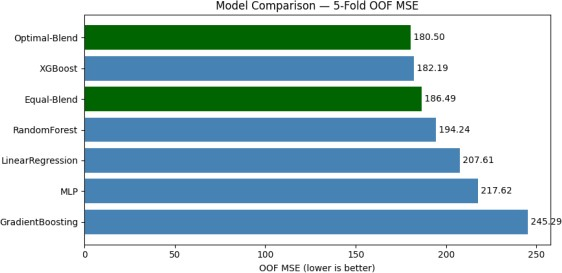 Model Comparison — 5-Fold OOF MSE
Optimal-Blend 180.50
XGBoost 182.19
Equal-Blend 186.49
RandomForest 194.24
LinearRegression 207.61
MLP 217.62
GradientBoosting 245.29
0 50 100 150 200 250
OOF MSE (lower is better)